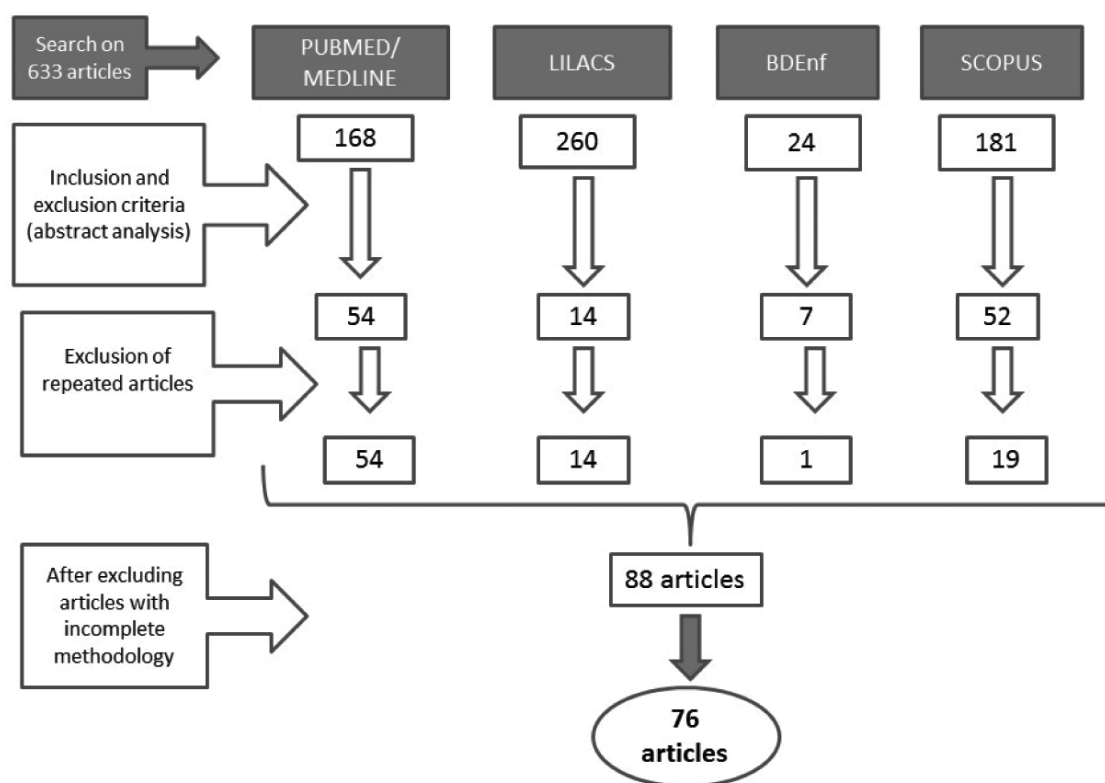 Search on
633 articles
PUBMED/
MEDLINE
LILACS
BDEnf
SCOPUS
168
260
24
181
Inclusion and
exclusion criteria
(abstract analysis)
54
14
7
52
Exclusion of
repeated articles
54
14
1
19
After excluding
articles with
incomplete
methodology
88 articles
76
articles